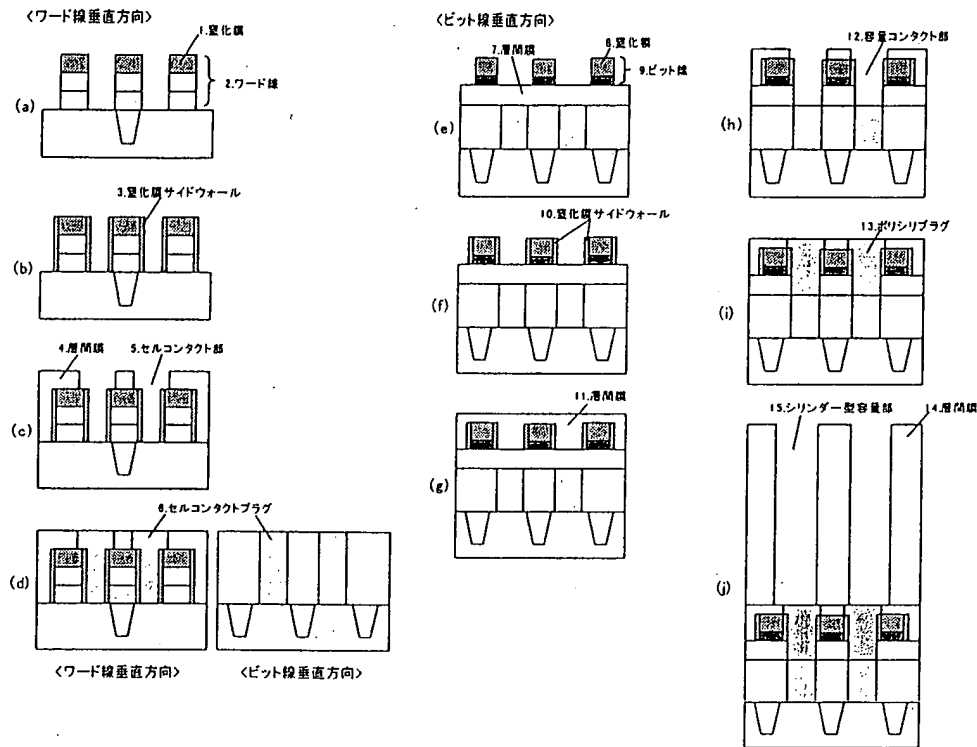 〈ワード線垂直方向〉
1.窒化膜
2.ワード線
(a)
3.窒化膜サイドウォール
(b)
4.層間膜
5.セルコンタクト部
(c)
6.セルコンタクトプラグ
(d)
〈ワード線垂直方向〉
〈ビット線垂直方向〉
〈ビット線垂直方向〉
7.層間膜
8.窒化膜
9.ビット線
(e)
10.窒化膜サイドウォール
(f)
11.層間膜
(g)
12.容量コンタクト部
(h)
13.ポリシリプラグ
(i)
15.シリンダー型容量部
14.層間膜
(j)